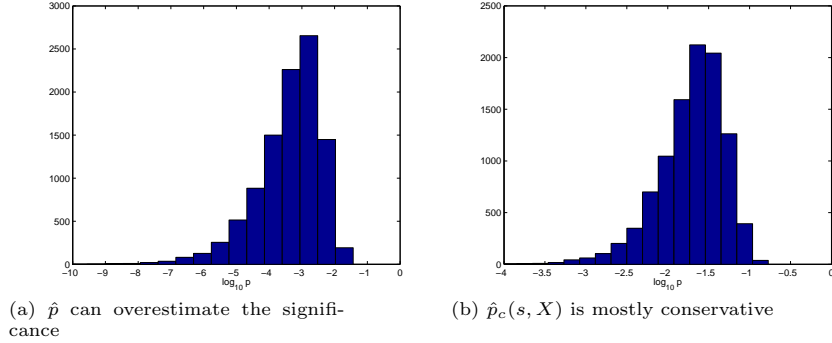 3000
2500
2000
1500
1000
500
0
-10 -9 -8 -7 -6 -5 -4 -3 -2 -1 0
log10 p
(a) p̂ can overestimate the signifi-
cance
2500
2000
1500
1000
500
0
-4 -3.5 -3 -2.5 -2 -1.5 -1 -0.5 0
log10 p
(b) p̂c(s, X) is mostly conservative